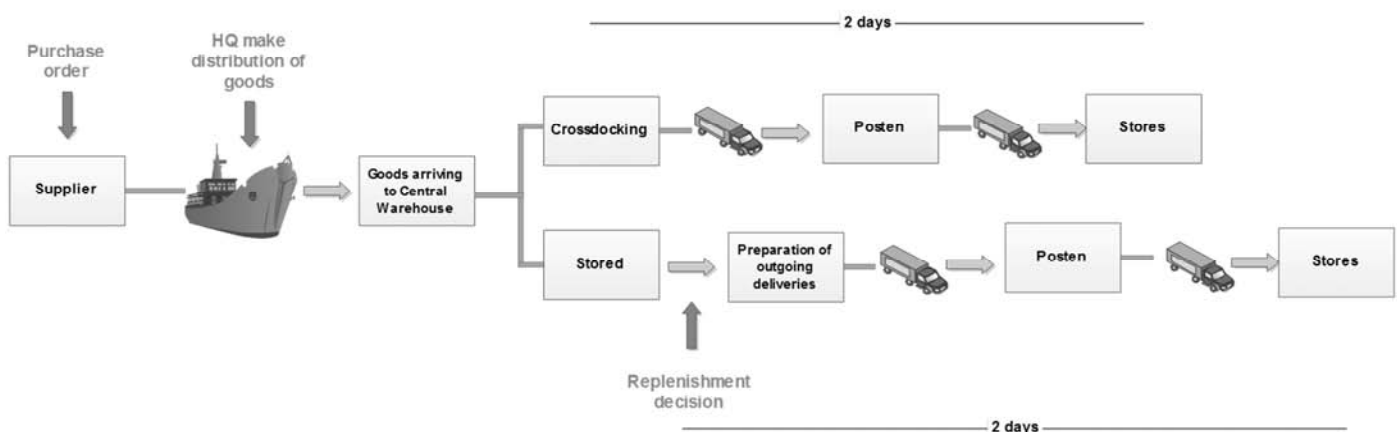 2 days
Purchase
order
HQ make
distribution of
goods
Supplier
Goods arriving
to Central
Warehouse
Crossdocking
Posten
Stores
Stored
Preparation of
outgoing
deliveries
Posten
Stores
Replenishment
decision
2 days